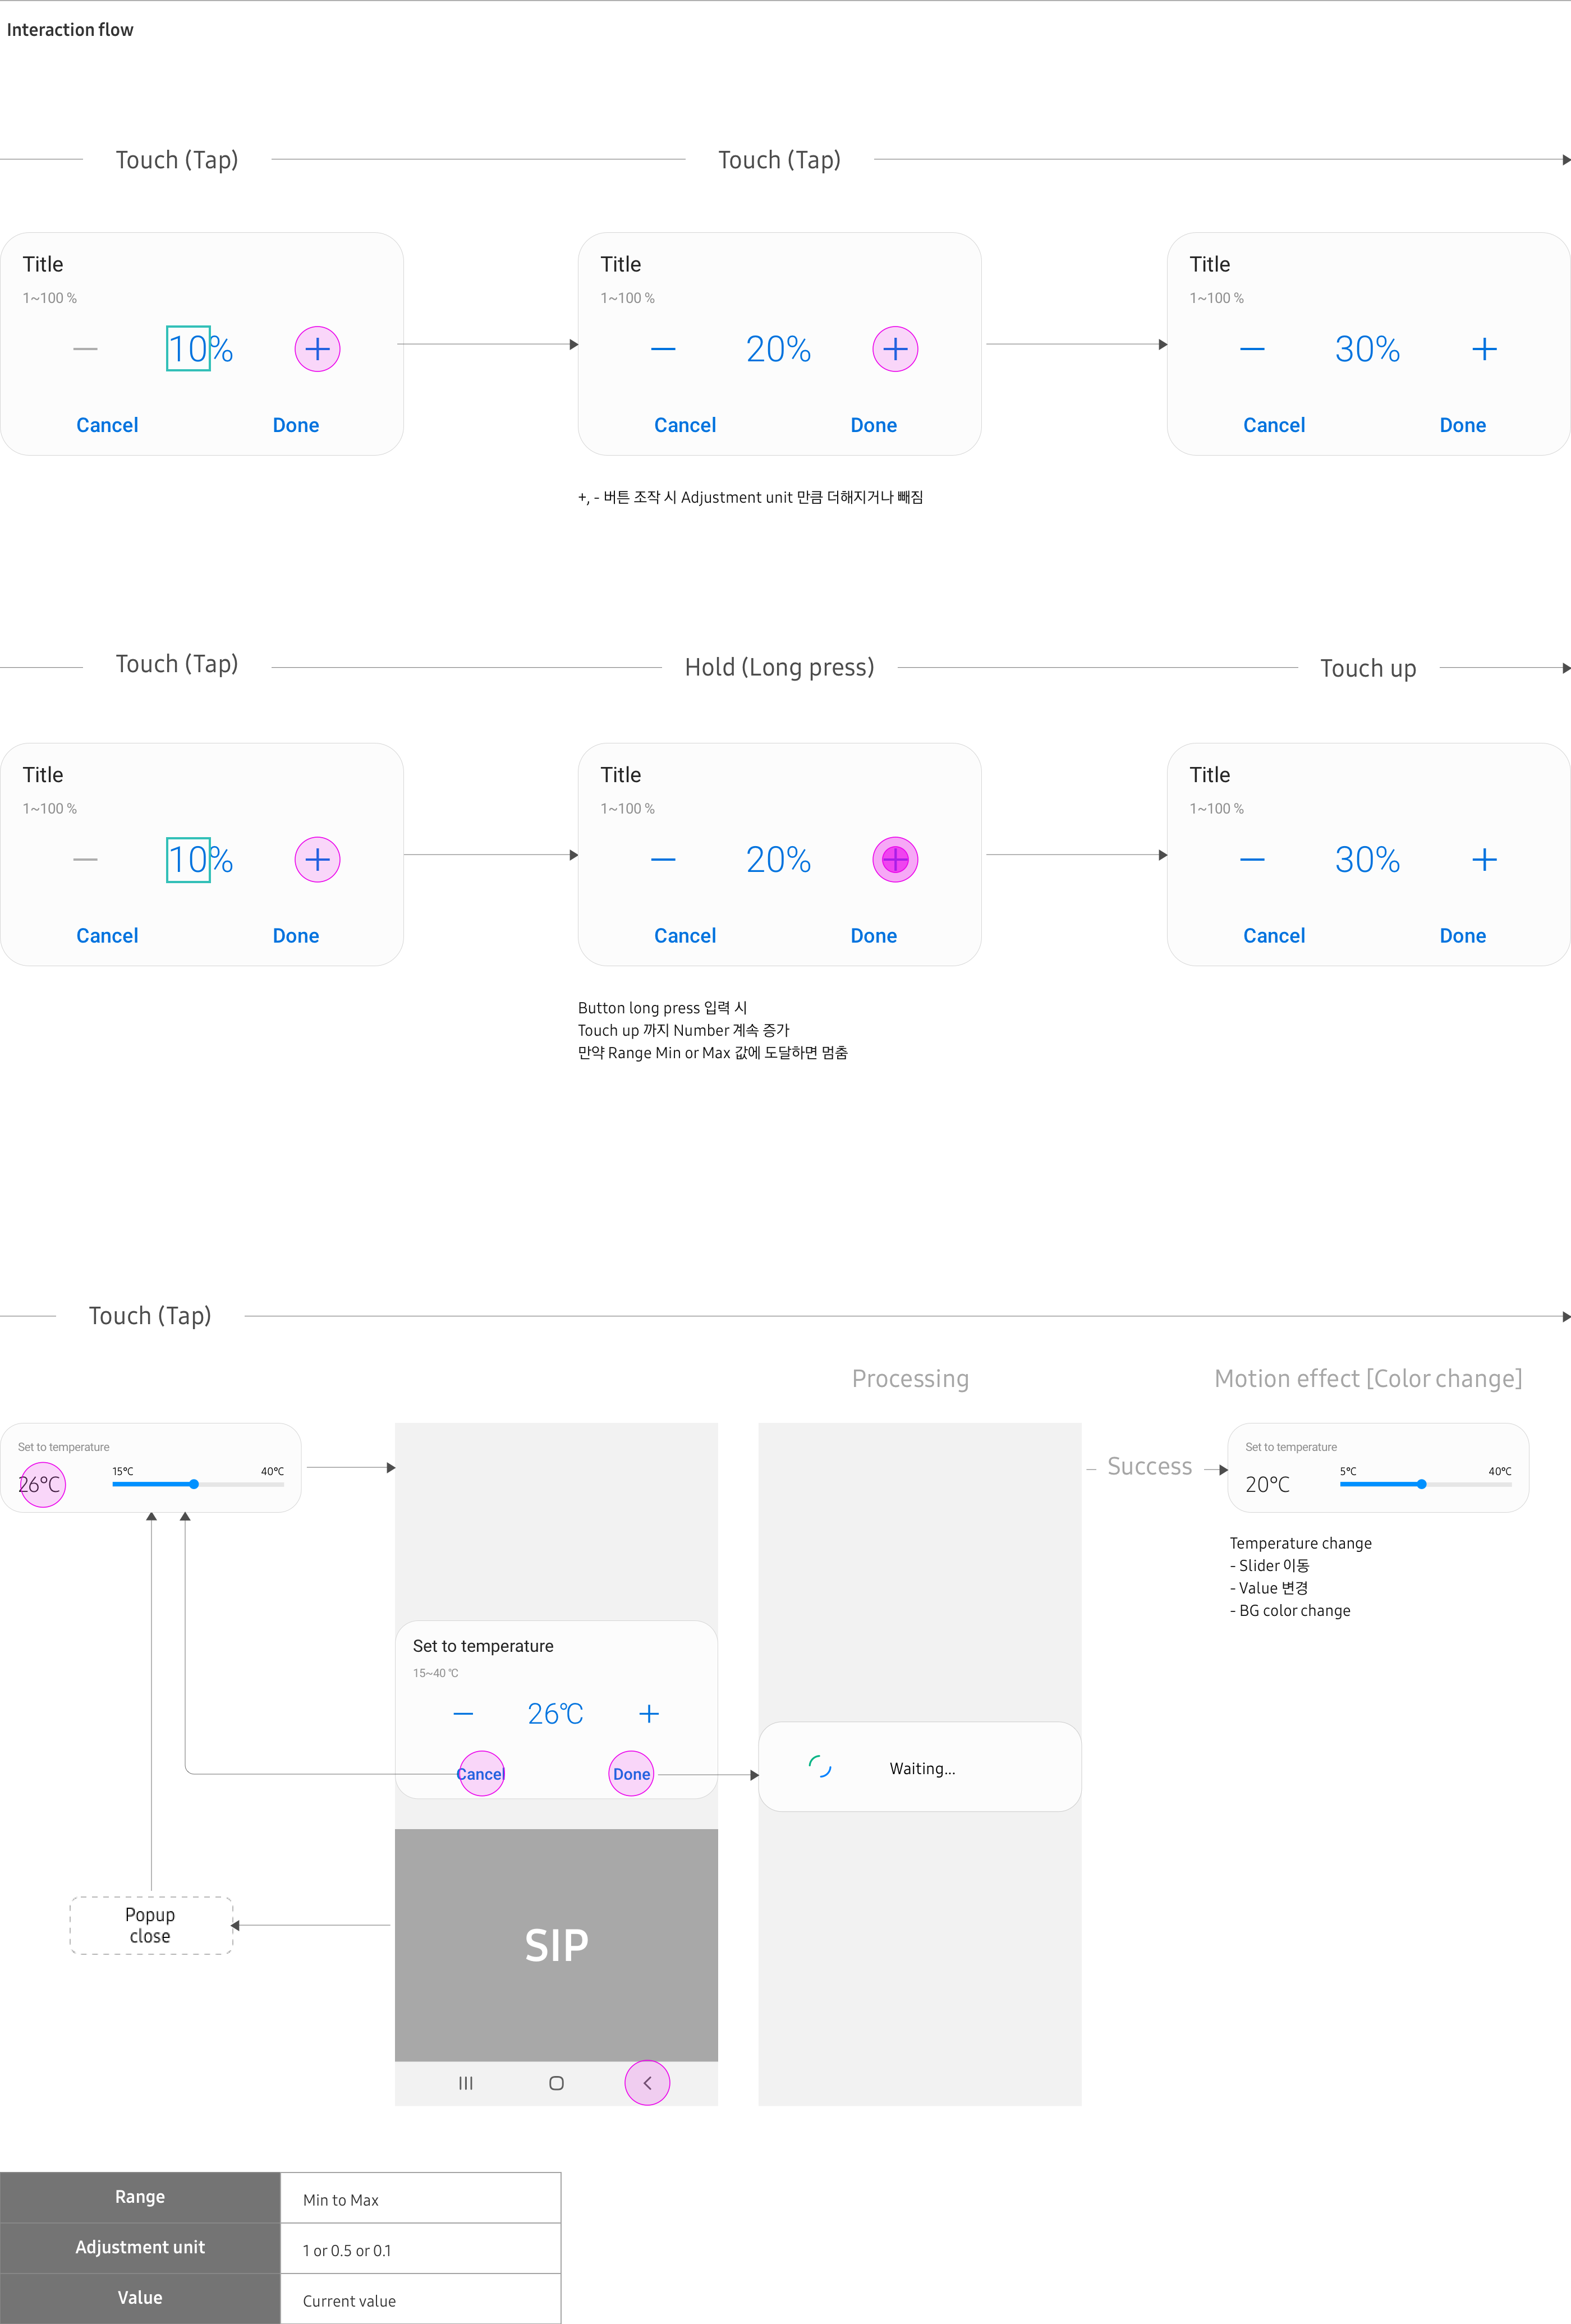 Interaction flow
Touch (Tap)
Touch (Tap)
Title
1~100 %
10%
Cancel
Done
Title
1~100 %
20%
Cancel
Done
Title
1~100 %
30%
Cancel
Done
+, - 버튼 조작 시 Adjustment unit 만큼 더해지거나 빼짐
Touch (Tap)
Hold (Long press)
Touch up
Title
1~100 %
10%
Cancel
Done
Title
1~100 %
20%
Cancel
Done
Title
1~100 %
30%
Cancel
Done
Button long press 입력 시
Touch up 까지 Number 계속 증가
만약 Range Min or Max 값에 도달하면 멈춤
Touch (Tap)
Processing
Motion effect [Color change]
Set to temperature
26°C
15°C
40°C
Success
Set to temperature
20°C
5°C
40°C
Temperature change
- Slider 이동
- Value 변경
- BG color change
Set to temperature
15~40 °C
26°C
Cancel
Done
Waiting...
Popup
close
SIP
Range
Min to Max
Adjustment unit
1 or 0.5 or 0.1
Value
Current value